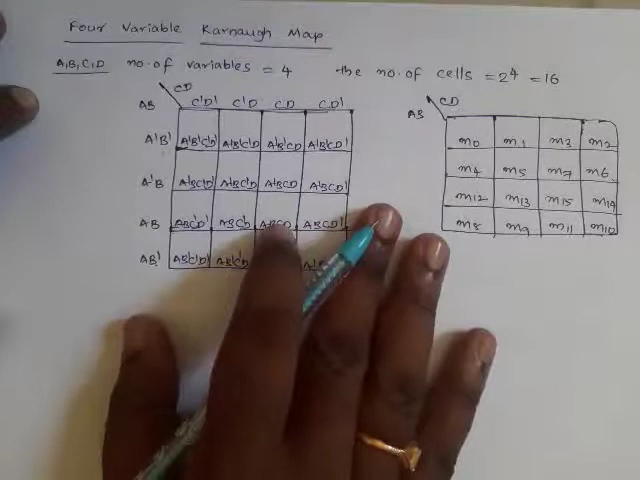 Four Variable Karnaugh Map
A,B,C,D no.of variables = 4 the no.of cells = 2⁴ = 16
CD
AB C'D' C'D CD CD'
A'B' A'B'C'D' A'B'C'D A'B'CD A'B'CD'
A'B A'BC'D' A'BC'D A'BCD A'BCD'
AB ABC'D' ABC'D ABCD ABCD'
AB' AB'C'D' AB'C'D
CD
AB
m0 m1 m3 m2
m4 m5 m7 m6
m12 m13 m15 m14
m8 m9 m11 m10